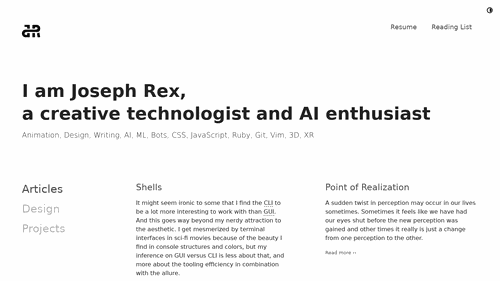 Resume Reading List
I am Joseph Rex,
a creative technologist and AI enthusiast
Animation, Design, Writing, AI, ML, Bots, CSS, JavaScript, Ruby, Git, Vim, 3D, XR
Articles
Design
Projects
Shells
It might seem ironic to some that I find the CLI to
be a lot more interesting to work with than GUI.
And this goes way beyond my nerdy attraction to
the aesthetic. I get mesmerized by terminal
interfaces in sci-fi movies because of the beauty I
find in console structures and colors, but my
inference on GUI versus CLI is less about that, and
more about the tooling efficiency in combination
with the allure.
Point of Realization
A sudden twist in perception may occur in our lives
sometimes. Sometimes it feels like we have had
our eyes shut before the new perception was
gained and other times it really is just a change
from one perception to the other.
Read more ››